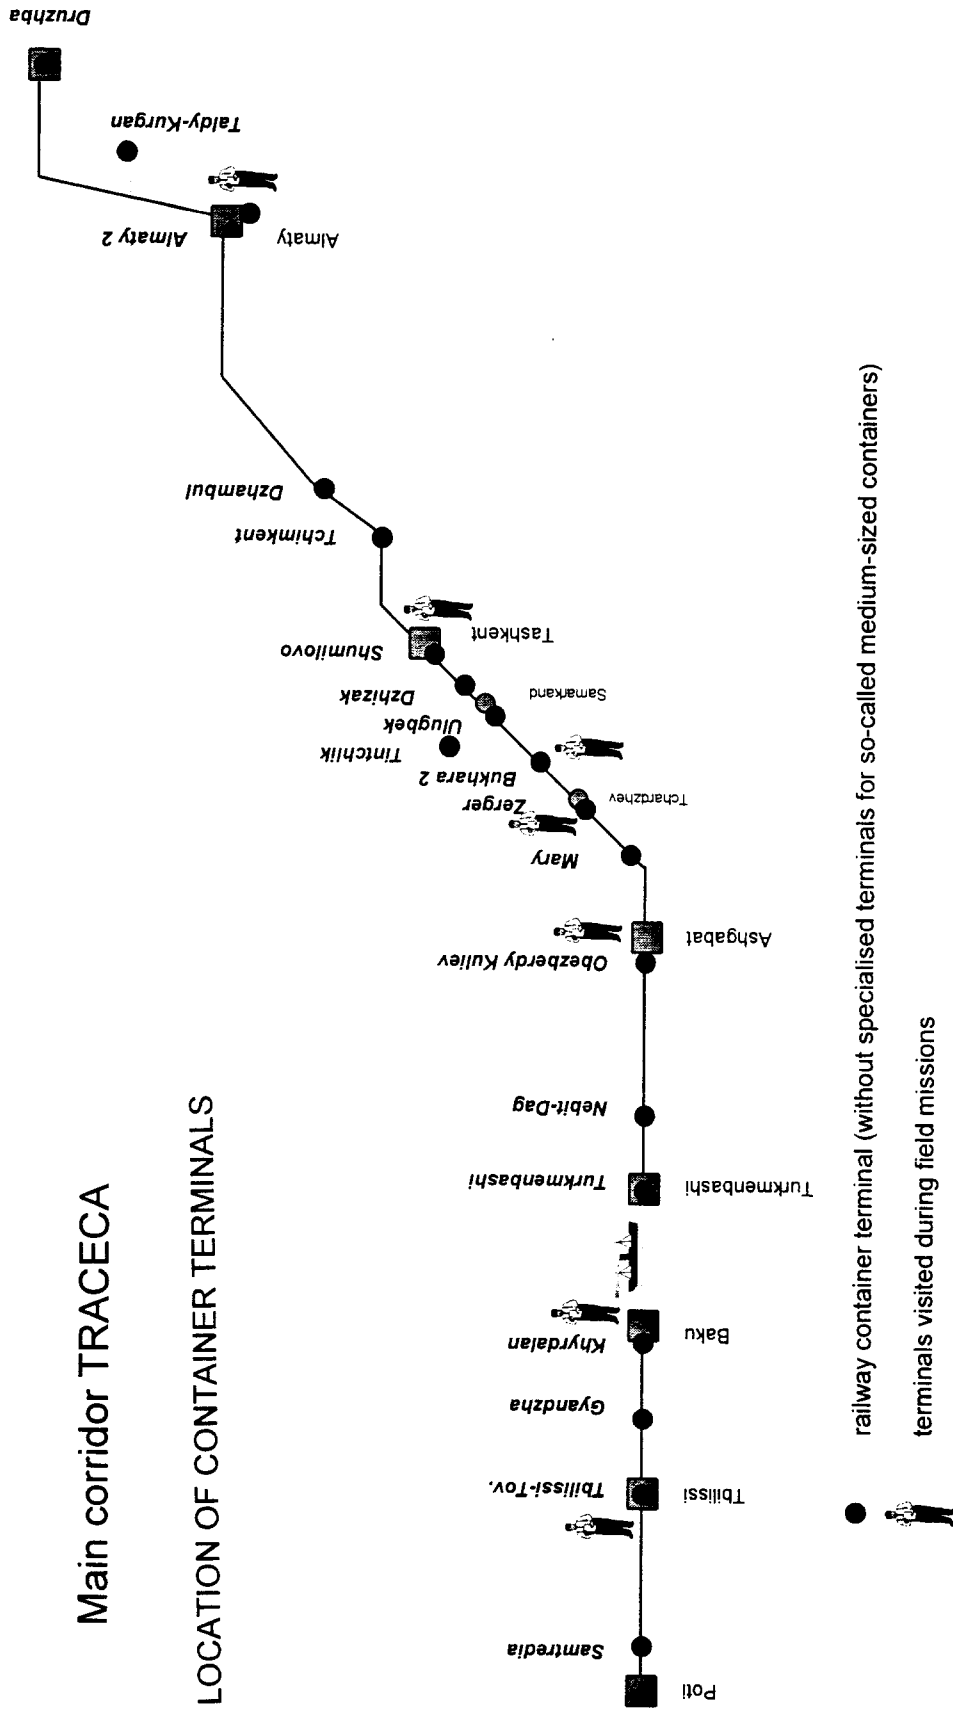 Main corridor TRACECA
LOCATION OF CONTAINER TERMINALS
Poti
Samtredia
Tbilissi-Tov.
Tbilissi
Gyandzha
Khyrdalan
Baku
Turkmenbashi
Turkmenbashi
Nebit-Dag
Obezberdy Kuliev
Ashgabat
Mary
Zerger
Tchardzhev
Bukhara 2
Tintchlik
Ulugbek
Samarkand
Dzhizak
Shumilovo
Tashkent
Tchimkent
Dzhambul
Almaty 2
Almaty
Taldy-Kurgan
Druzhba
railway container terminal (without specialised terminals for so-called medium-sized containers)
terminals visited during field missions